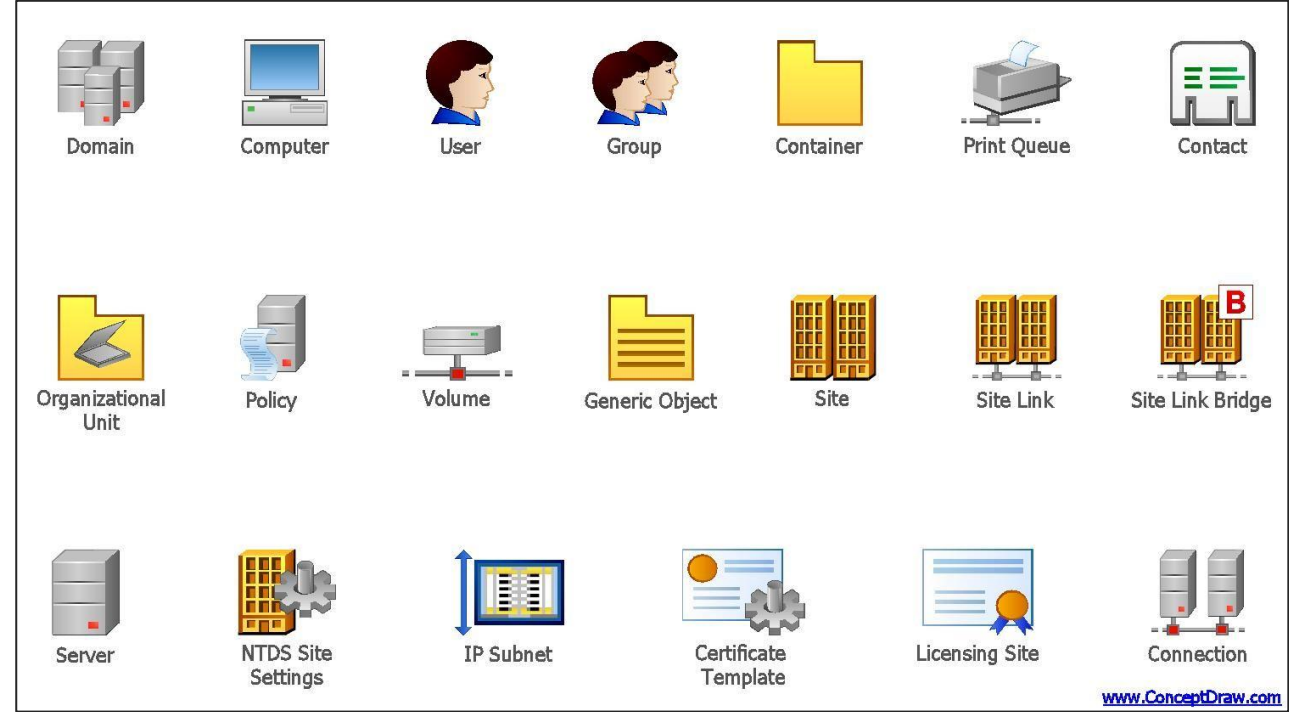 Domain
Computer
User
Group
Container
Print Queue
Contact
B
Organizational
Unit
Policy
Volume
Generic Object
Site
Site Link
Site Link Bridge
Server
NTDS Site
Settings
IP Subnet
Certificate
Template
Licensing Site
Connection
www.ConceptDraw.com